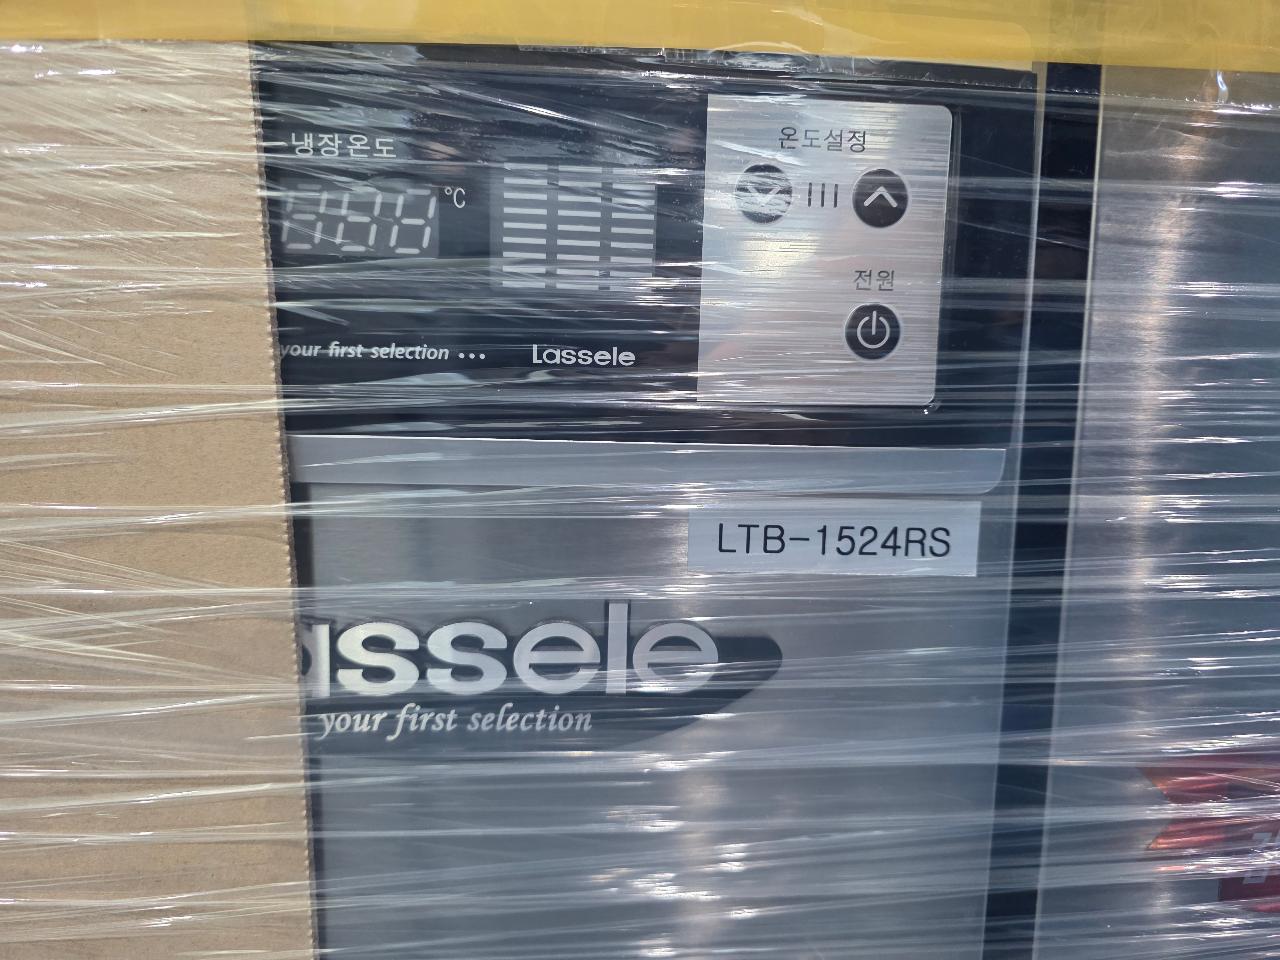 냉장온도
°C
온도설정
전원
your first selection ... Lassele
LTB-1524RS
assele
your first selection